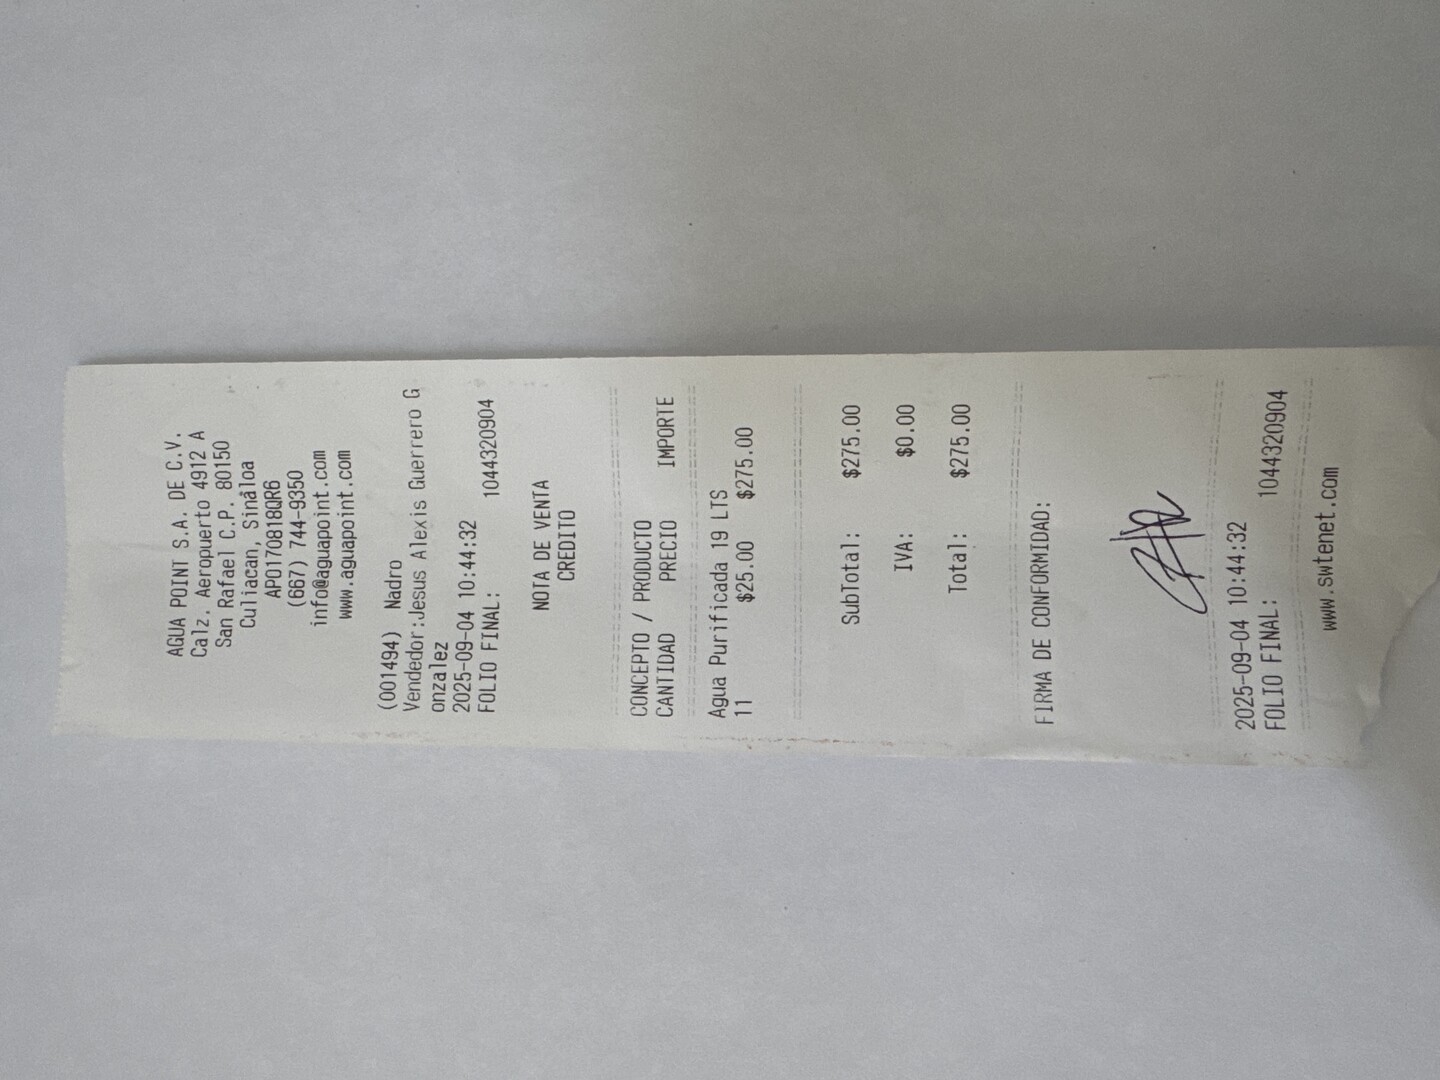 AGUA POINT S.A. DE C.V.
Calz. Aeropuerto 4912 A
San Rafael C.P. 80150
Culiacan, Sinaloa
APO170818QR6
(667) 744-9350
info@aguapoint.com
www.aguapoint.com
(001494) Nadro
Vendedor:Jesus Alexis Guerrero G
onzalez
2025-09-04 10:44:32
FOLIO FINAL: 1044320904
NOTA DE VENTA
CREDITO
CONCEPTO / PRODUCTO
CANTIDAD PRECIO IMPORTE
Agua Purificada 19 LTS
11 $25.00 $275.00
SubTotal: $275.00
IVA: $0.00
Total: $275.00
FIRMA DE CONFORMIDAD:
2025-09-04 10:44:32
FOLIO FINAL: 1044320904
www.swtenet.com